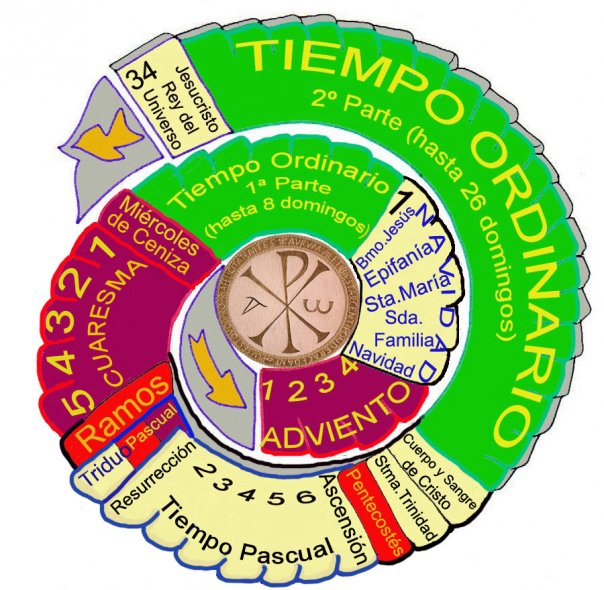 1 2 3 4
ADVIENTO
Navidad
Sda.
Familia
Sta.María
Epifanía
Bmo.Jesús
1
NAVIDAD
Tiempo Ordinario
1ª Parte
(hasta 8 domingos)
Miércoles
de Ceniza
1 2 3 4 5
CUARESMA
Ramos
Triduo Pascual
Resurrección
2 3 4 5 6
Ascensión
Tiempo Pascual
Pentecostés
Stma. Trinidad
Cuerpo y Sangre
de Cristo
TIEMPO ORDINARIO
2º Parte (hasta 26 domingos)
34
Jesucristo
Rey del
Universo